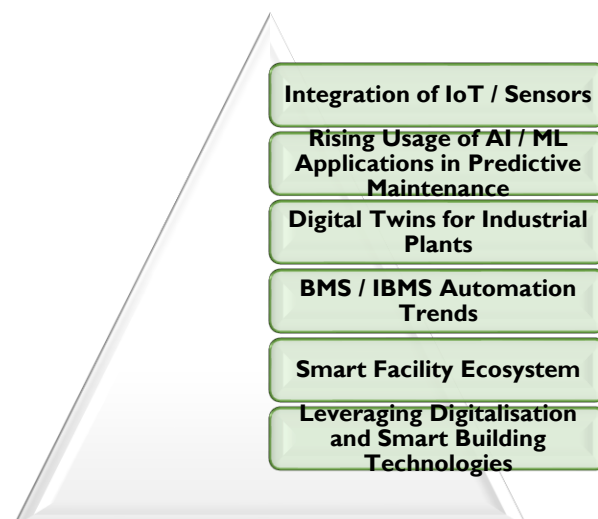 Integration of IoT / Sensors
Rising Usage of AI / ML
Applications in Predictive
Maintenance
Digital Twins for Industrial
Plants
BMS / IBMS Automation
Trends
Smart Facility Ecosystem
Leveraging Digitalisation
and Smart Building
Technologies